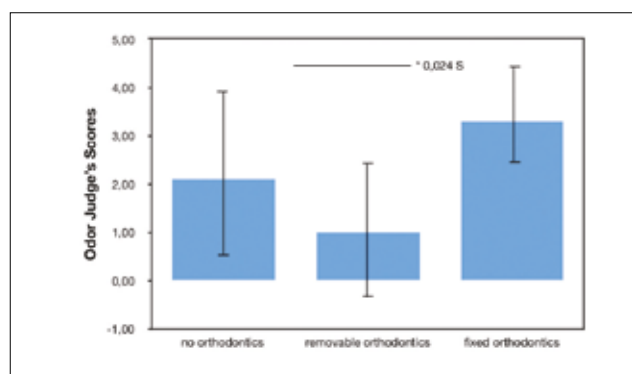 5,00
* 0,024 S
4,00
3,00
2,00
1,00
0,00
-1,00
Odor Judge's Scores
no orthodontics removable orthodontics fixed orthodontics